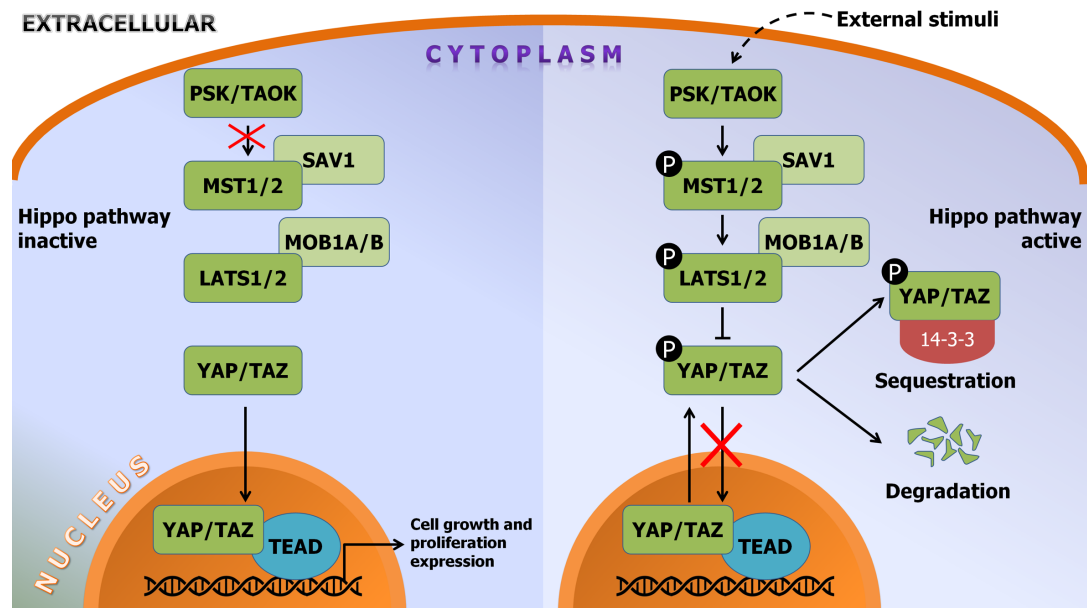 EXTRACELLULAR
CYTOPLASM
External stimuli
PSK/TAOK
SAV1
MST1/2
Hippo pathway
inactive
MOB1A/B
LATS1/2
YAP/TAZ
NUCLEUS
YAP/TAZ
TEAD
Cell growth and
proliferation
expression
PSK/TAOK
SAV1
P
MST1/2
Hippo pathway
active
MOB1A/B
P
LATS1/2
P
YAP/TAZ
P
YAP/TAZ
14-3-3
Sequestration
Degradation
YAP/TAZ
TEAD